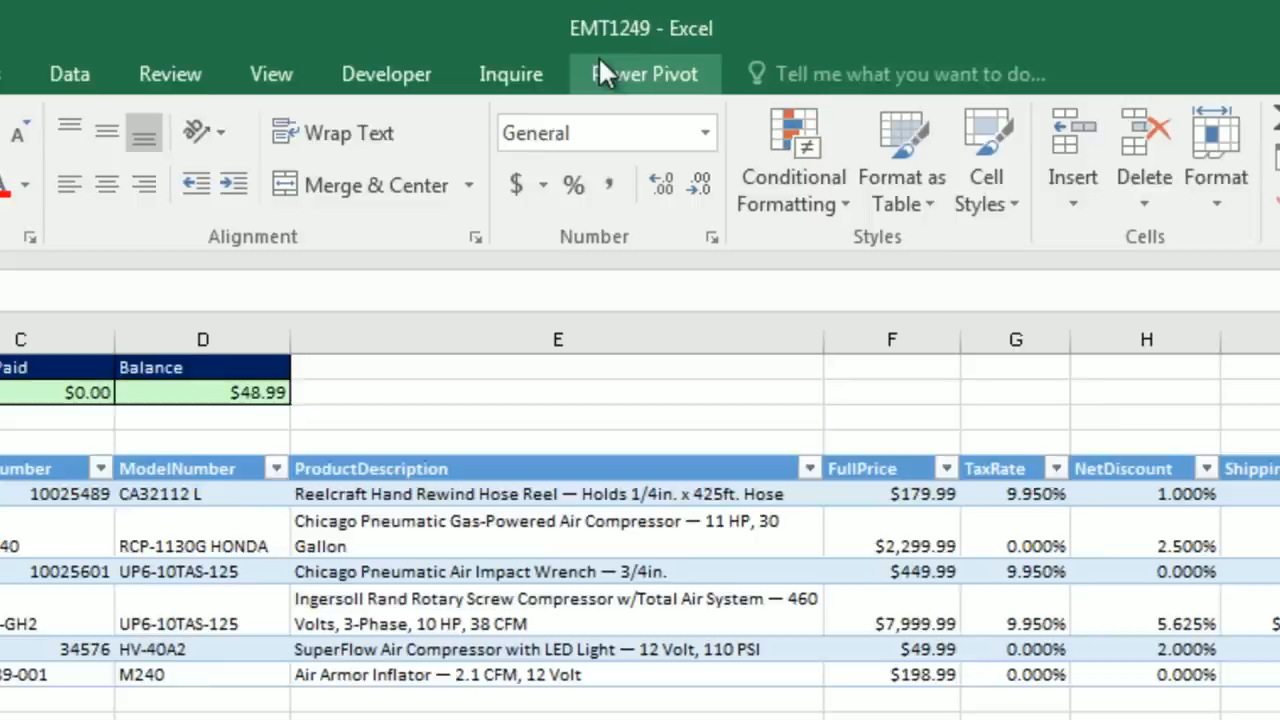 EMT1249 - Excel
Data Review View Developer Inquire Power Pivot Tell me what you want to do...
A Wrap Text General
Merge & Center $ % , .00 .00 Conditional Formatting Format as Table Cell Styles Insert Delete Format
Alignment Number Styles Cells
C D E F G H
Paid Balance
$0.00 $48.99
umber ModelNumber ProductDescription FullPrice TaxRate NetDiscount Shippin
10025489 CA32112 L Reelcraft Hand Rewind Hose Reel — Holds 1/4in. x 425ft. Hose $179.99 9.950% 1.000%
Chicago Pneumatic Gas-Powered Air Compressor — 11 HP, 30
40 RCP-1130G HONDA Gallon $2,299.99 0.000% 2.500%
10025601 UP6-10TAS-125 Chicago Pneumatic Air Impact Wrench — 3/4in. $449.99 9.950% 0.000%
Ingersoll Rand Rotary Screw Compressor w/Total Air System — 460
-GH2 UP6-10TAS-125 Volts, 3-Phase, 10 HP, 38 CFM $7,999.99 9.950% 5.625% $
34576 HV-40A2 SuperFlow Air Compressor with LED Light — 12 Volt, 110 PSI $49.99 0.000% 2.000%
39-001 M240 Air Armor Inflator — 2.1 CFM, 12 Volt $198.99 0.000% 0.000%